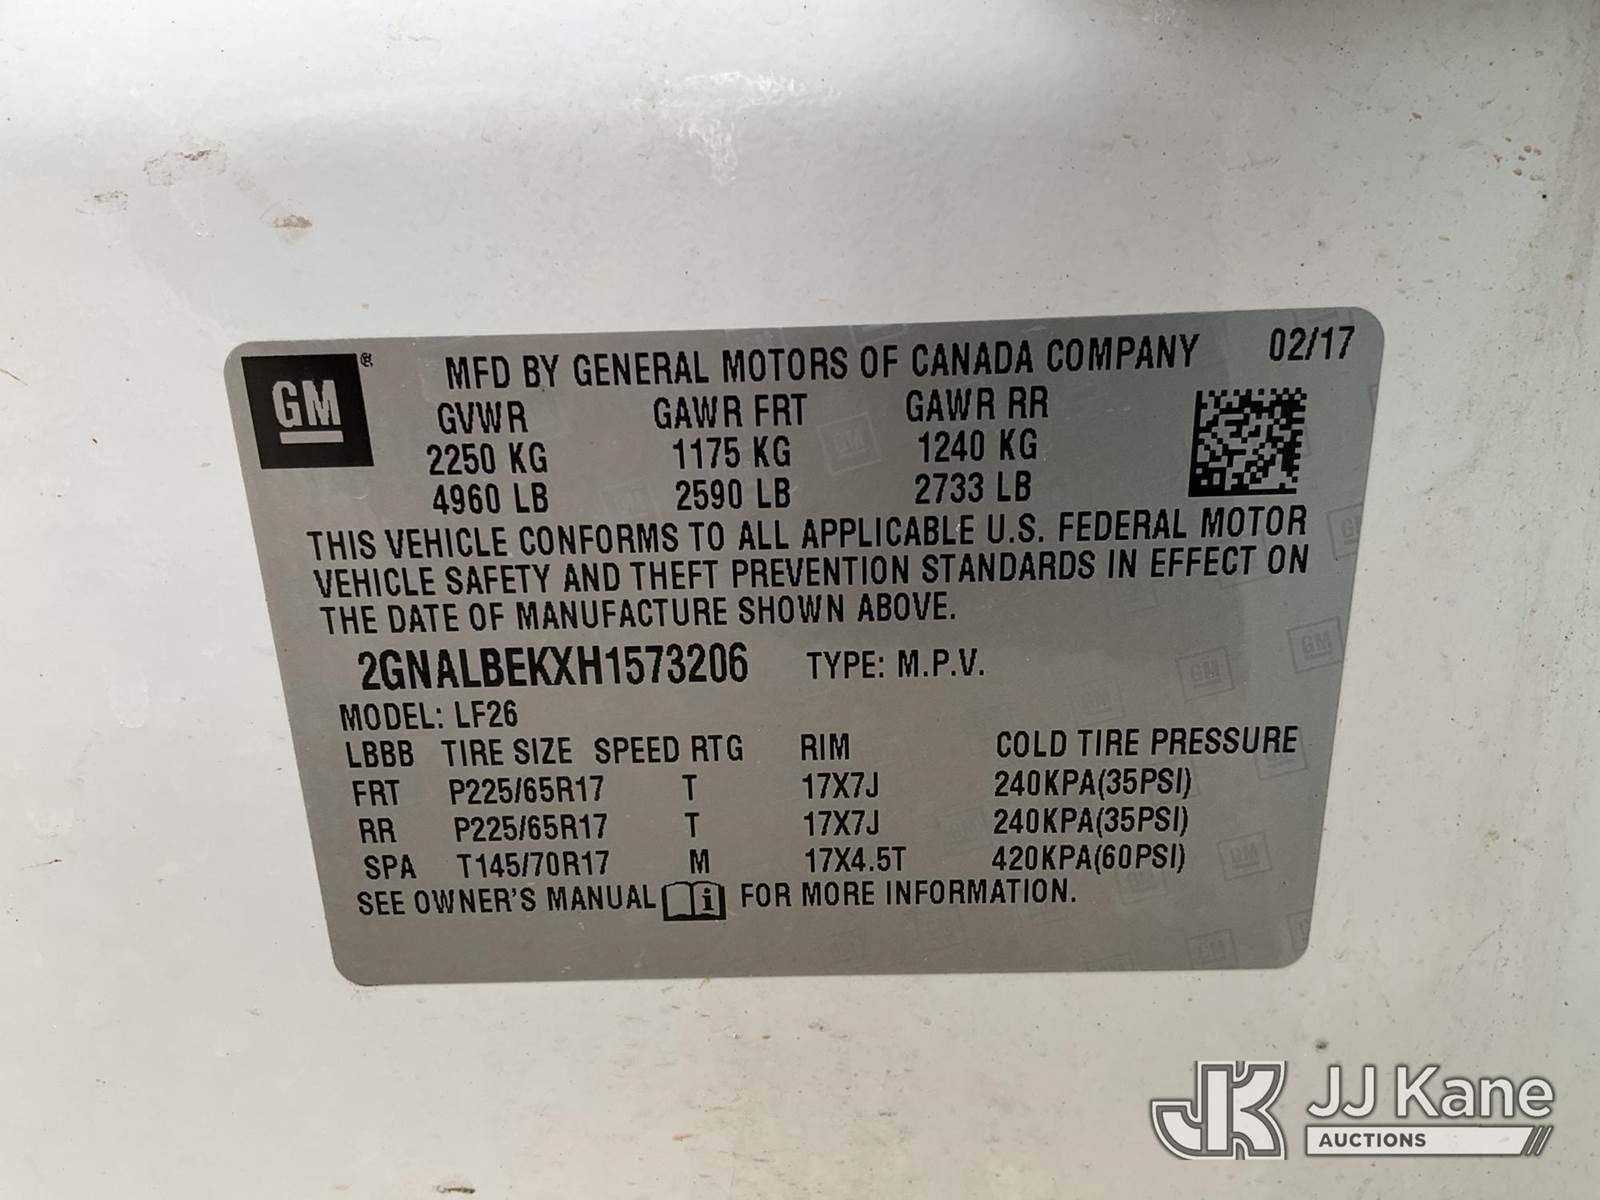 GM ® MFD BY GENERAL MOTORS OF CANADA COMPANY 02/17
GVWR GAWR FRT GAWR RR
2250 KG 1175 KG 1240 KG
4960 LB 2590 LB 2733 LB
THIS VEHICLE CONFORMS TO ALL APPLICABLE U.S. FEDERAL MOTOR
VEHICLE SAFETY AND THEFT PREVENTION STANDARDS IN EFFECT ON
THE DATE OF MANUFACTURE SHOWN ABOVE.
2GNALBEKXH1573206 TYPE: M.P.V.
MODEL: LF26
LBBB TIRE SIZE SPEED RTG RIM COLD TIRE PRESSURE
FRT P225/65R17 T 17X7J 240KPA(35PSI)
RR P225/65R17 T 17X7J 240KPA(35PSI)
SPA T145/70R17 M 17X4.5T 420KPA(60PSI)
SEE OWNER'S MANUAL i FOR MORE INFORMATION.
JK JJ Kane
AUCTIONS